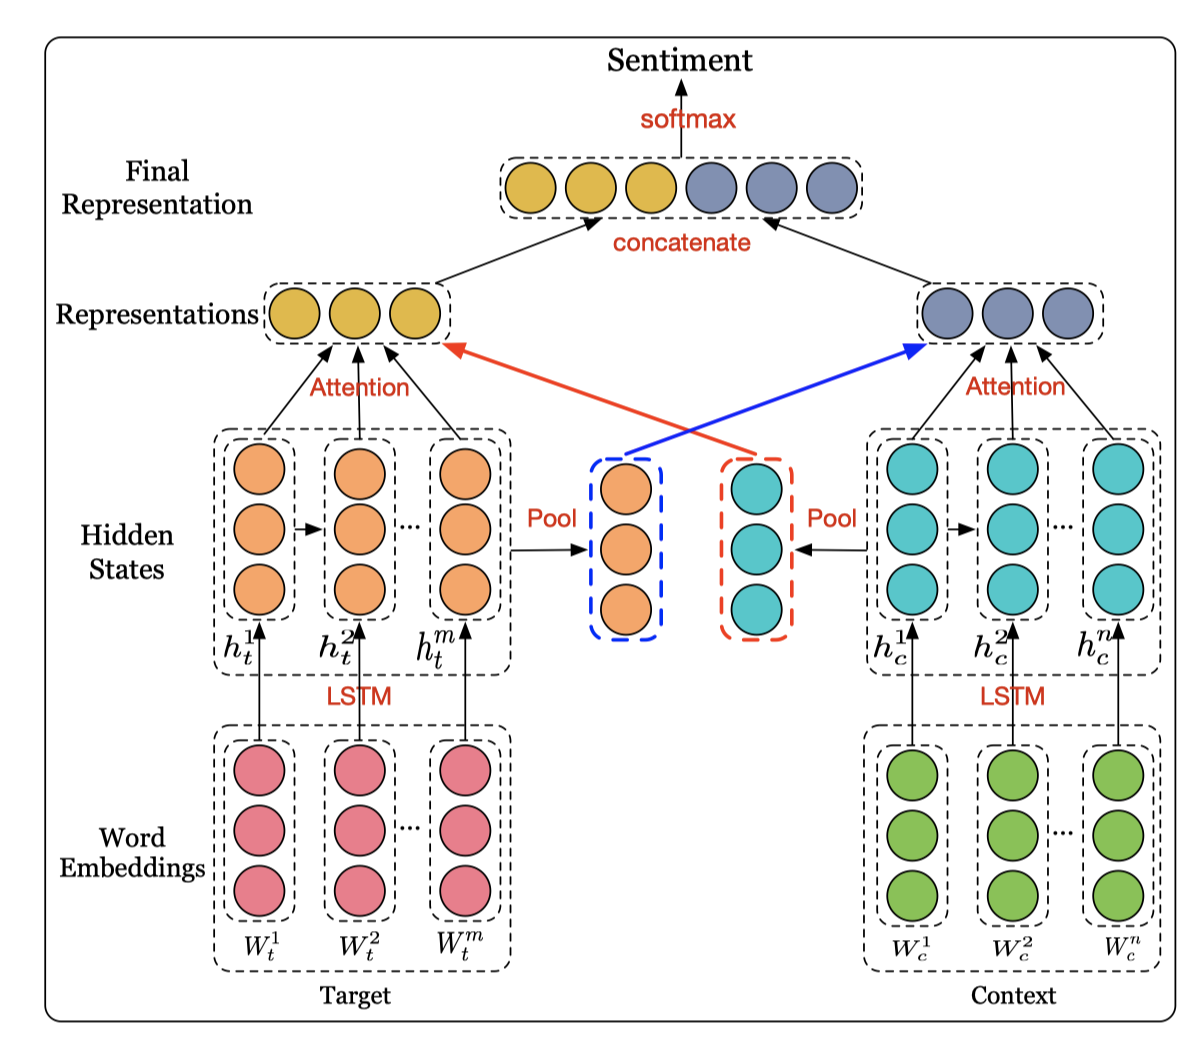 Sentiment
softmax
Final
Representation
concatenate
Representations
Attention
Attention
Hidden
States
...
Pool
Pool
...
h_t^1
h_t^2
h_t^m
h_c^1
h_c^2
h_c^n
LSTM
LSTM
Word
Embeddings
...
...
W_t^1
W_t^2
W_t^m
W_c^1
W_c^2
W_c^n
Target
Context